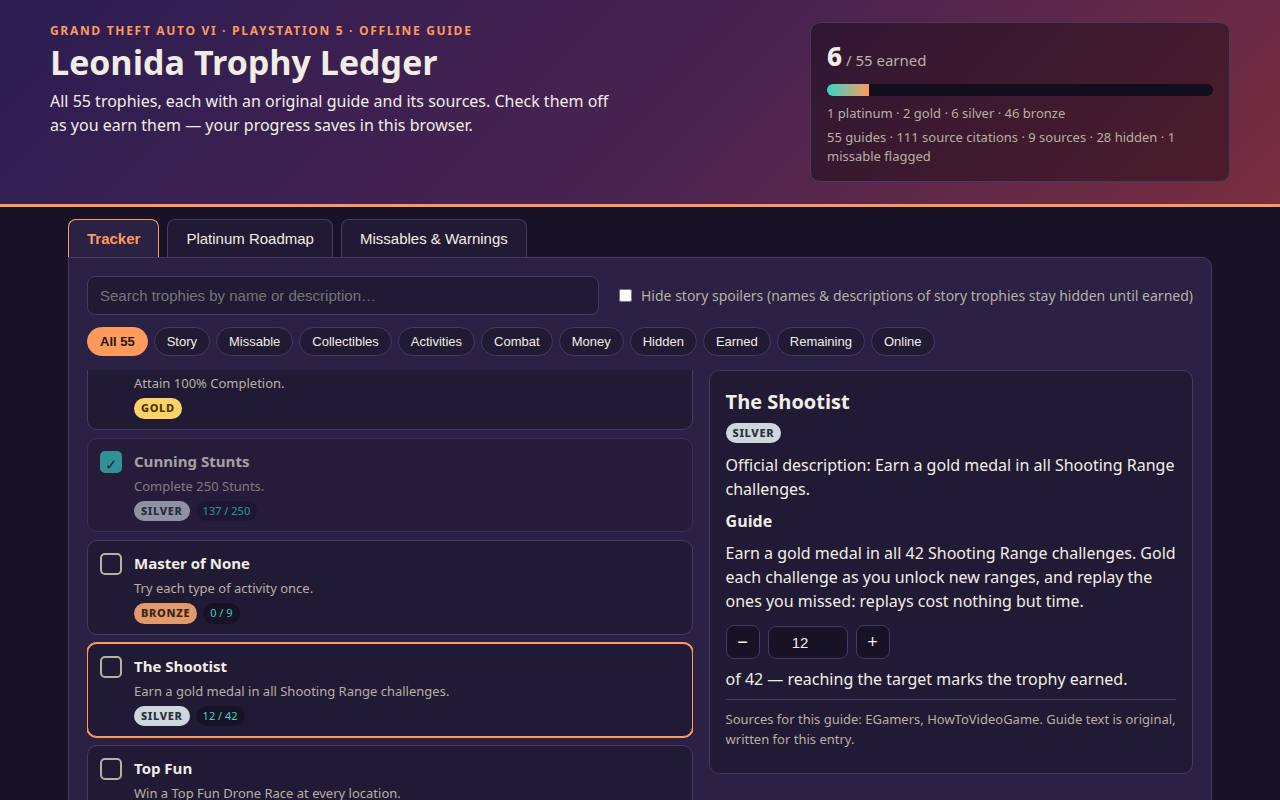 GRAND THEFT AUTO VI · PLAYSTATION 5 · OFFLINE GUIDE
Leonida Trophy Ledger
All 55 trophies, each with an original guide and its sources. Check them off
as you earn them — your progress saves in this browser.
6 / 55 earned
1 platinum · 2 gold · 6 silver · 46 bronze
55 guides · 111 source citations · 9 sources · 28 hidden · 1
missable flagged
Tracker
Platinum Roadmap
Missables & Warnings
Search trophies by name or description…
Hide story spoilers (names & descriptions of story trophies stay hidden until earned)
All 55
Story
Missable
Collectibles
Activities
Combat
Money
Hidden
Earned
Remaining
Online
Attain 100% Completion.
GOLD
✓
Cunning Stunts
Complete 250 Stunts.
SILVER
137 / 250
Master of None
Try each type of activity once.
BRONZE
0 / 9
The Shootist
Earn a gold medal in all Shooting Range challenges.
SILVER
12 / 42
Top Fun
Win a Top Fun Drone Race at every location.
The Shootist
SILVER
Official description: Earn a gold medal in all Shooting Range
challenges.
Guide
Earn a gold medal in all 42 Shooting Range challenges. Gold
each challenge as you unlock new ranges, and replay the
ones you missed: replays cost nothing but time.
−
12
+
of 42 — reaching the target marks the trophy earned.
Sources for this guide: EGamers, HowToVideoGame. Guide text is original,
written for this entry.